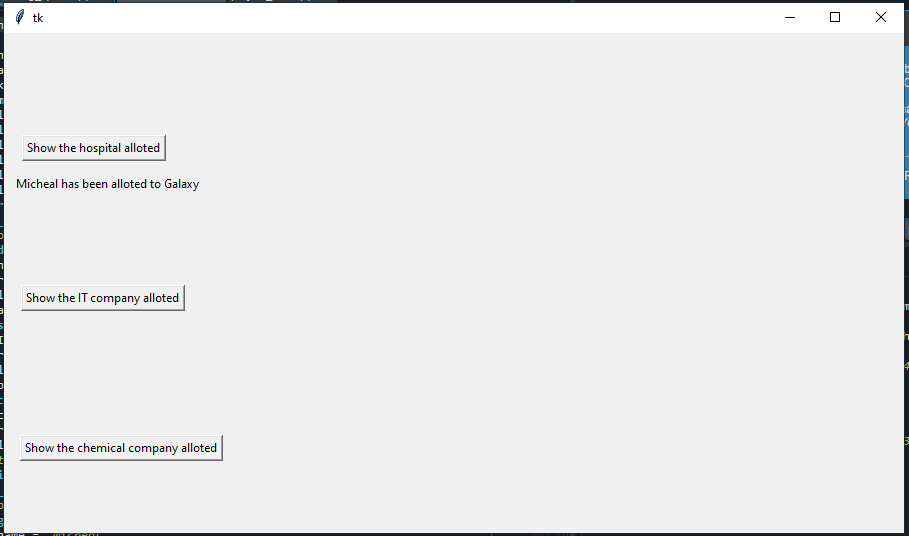 tk
Show the hospital alloted
Micheal has been alloted to Galaxy
Show the IT company alloted
Show the chemical company alloted